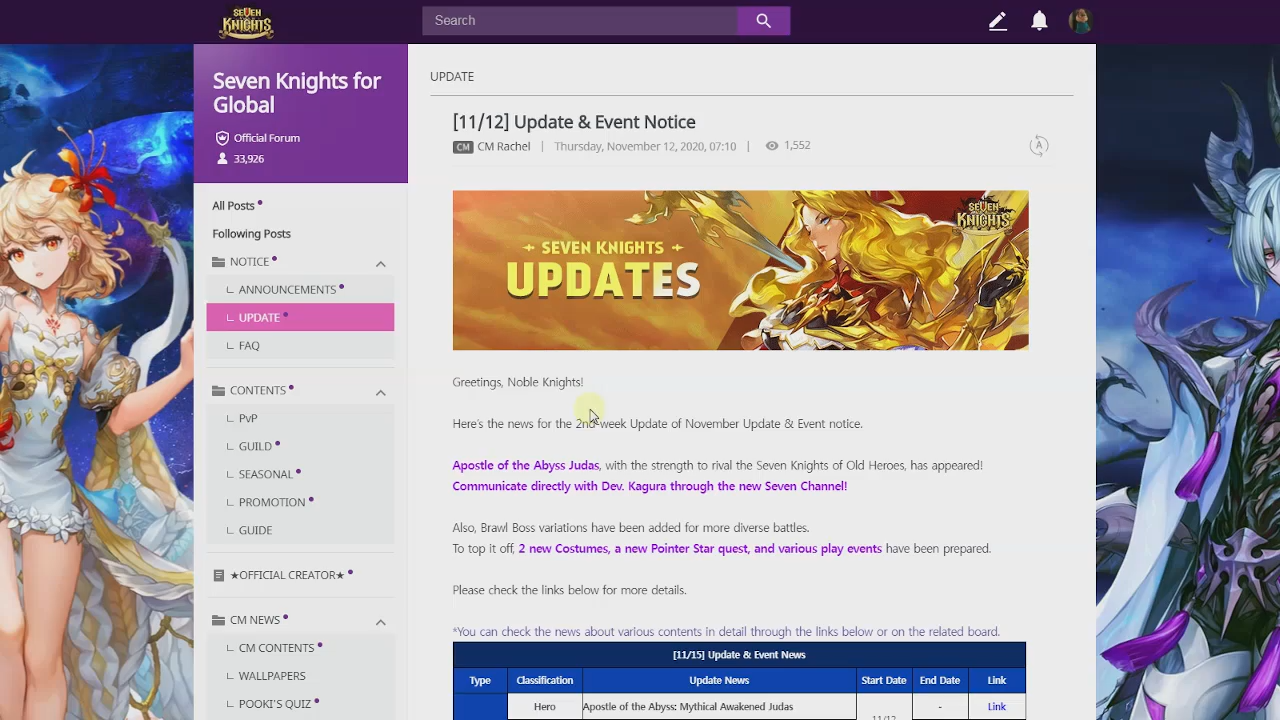 SEVEN KNIGHTS
Search
Seven Knights for
Global
Official Forum
33,926
All Posts
Following Posts
NOTICE
ANNOUNCEMENTS
UPDATE
FAQ
CONTENTS
PvP
GUILD
SEASONAL
PROMOTION
GUIDE
★OFFICIAL CREATOR★
CM NEWS
CM CONTENTS
WALLPAPERS
POOKI'S QUIZ
UPDATE
[11/12] Update & Event Notice
CM CM Rachel | Thursday, November 12, 2020, 07:10 | 1,552
A
SEVEN KNIGHTS
SEVEN KNIGHTS
UPDATES
Greetings, Noble Knights!
Here's the news for the 2nd week Update of November Update & Event notice.
Apostle of the Abyss Judas, with the strength to rival the Seven Knights of Old Heroes, has appeared!
Communicate directly with Dev. Kagura through the new Seven Channel!
Also, Brawl Boss variations have been added for more diverse battles.
To top it off, 2 new Costumes, a new Pointer Star quest, and various play events have been prepared.
Please check the links below for more details.
*You can check the news about various contents in detail through the links below or on the related board.
[11/15] Update & Event News
Type Classification Update News Start Date End Date Link
Hero Apostle of the Abyss: Mythical Awakened Judas - Link
11/12